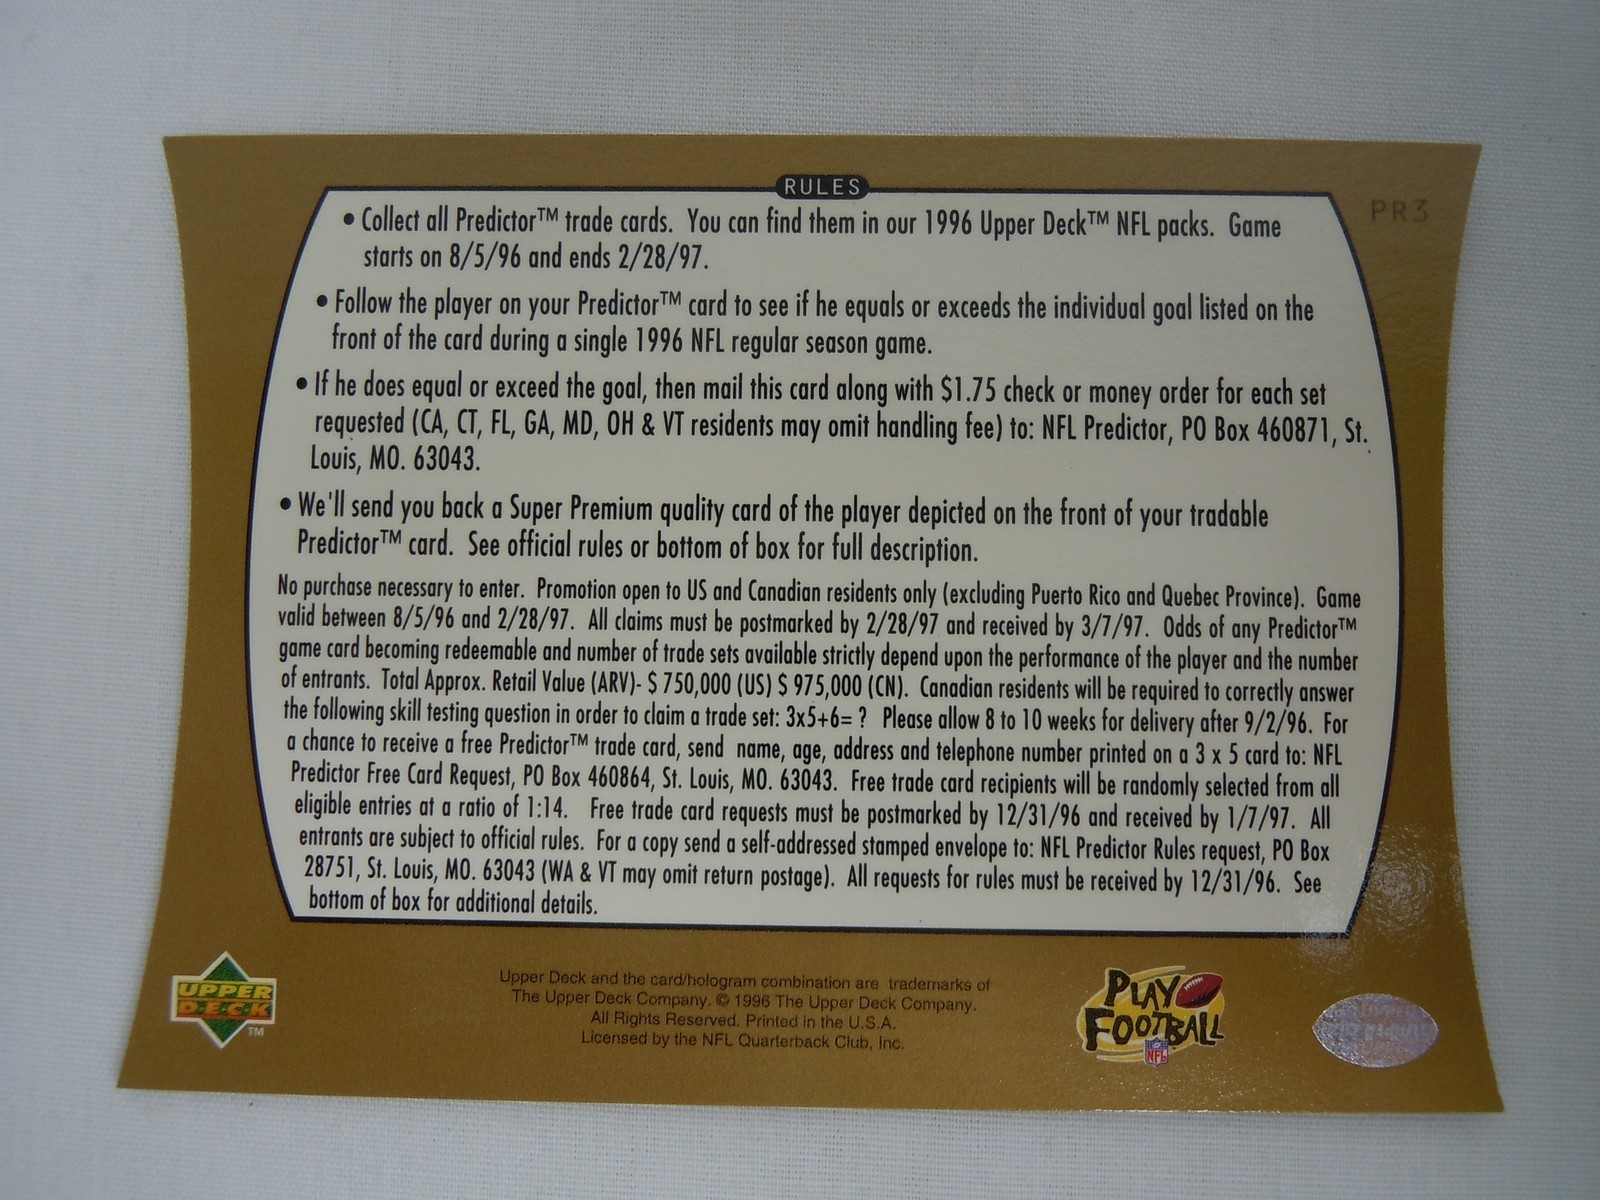 RULES
PR3
• Collect all Predictor™ trade cards. You can find them in our 1996 Upper Deck™ NFL packs. Game
starts on 8/5/96 and ends 2/28/97.
• Follow the player on your Predictor™ card to see if he equals or exceeds the individual goal listed on the
front of the card during a single 1996 NFL regular season game.
• If he does equal or exceed the goal, then mail this card along with $1.75 check or money order for each set
requested (CA, CT, FL, GA, MD, OH & VT residents may omit handling fee) to: NFL Predictor, PO Box 460871, St.
Louis, MO. 63043.
• We'll send you back a Super Premium quality card of the player depicted on the front of your tradable
Predictor™ card. See official rules or bottom of box for full description.
No purchase necessary to enter. Promotion open to US and Canadian residents only (excluding Puerto Rico and Quebec Province). Game
valid between 8/5/96 and 2/28/97. All claims must be postmarked by 2/28/97 and received by 3/7/97. Odds of any Predictor™
game card becoming redeemable and number of trade sets available strictly depend upon the performance of the player and the number
of entrants. Total Approx. Retail Value (ARV)- $ 750,000 (US) $ 975,000 (CN). Canadian residents will be required to correctly answer
the following skill testing question in order to claim a trade set: 3x5+6= ? Please allow 8 to 10 weeks for delivery after 9/2/96. For
a chance to receive a free Predictor™ trade card, send name, age, address and telephone number printed on a 3 x 5 card to: NFL
Predictor Free Card Request, PO Box 460864, St. Louis, MO. 63043. Free trade card recipients will be randomly selected from all
eligible entries at a ratio of 1:14. Free trade card requests must be postmarked by 12/31/96 and received by 1/7/97. All
entrants are subject to official rules. For a copy send a self-addressed stamped envelope to: NFL Predictor Rules request, PO Box
28751, St. Louis, MO. 63043 (WA & VT may omit return postage). All requests for rules must be received by 12/31/96. See
bottom of box for additional details.
UPPER
DECK
™
Upper Deck and the card/hologram combination are trademarks of
The Upper Deck Company. © 1996 The Upper Deck Company.
All Rights Reserved. Printed in the U.S.A.
Licensed by the NFL Quarterback Club, Inc.
PLAY
FOOTBALL
NFL